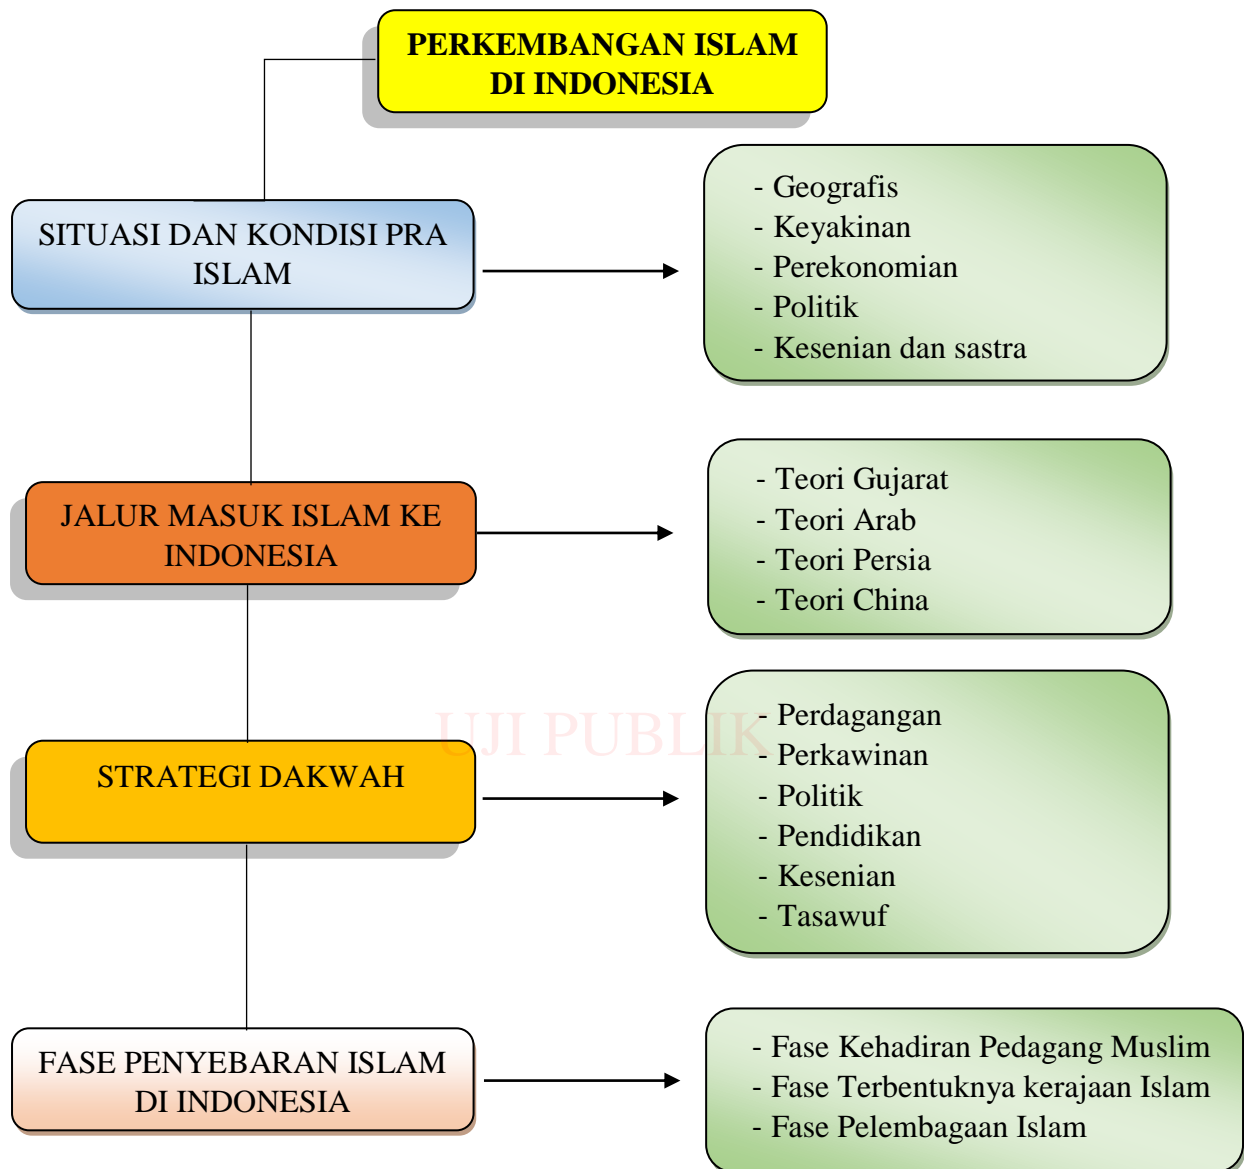 PERKEMBANGAN ISLAM
DI INDONESIA
SITUASI DAN KONDISI PRA
ISLAM
- Geografis
- Keyakinan
- Perekonomian
- Politik
- Kesenian dan sastra
JALUR MASUK ISLAM KE
INDONESIA
- Teori Gujarat
- Teori Arab
- Teori Persia
- Teori China
UJI PUBLIK
STRATEGI DAKWAH
- Perdagangan
- Perkawinan
- Politik
- Pendidikan
- Kesenian
- Tasawuf
FASE PENYEBARAN ISLAM
DI INDONESIA
- Fase Kehadiran Pedagang Muslim
- Fase Terbentuknya kerajaan Islam
- Fase Pelembagaan Islam